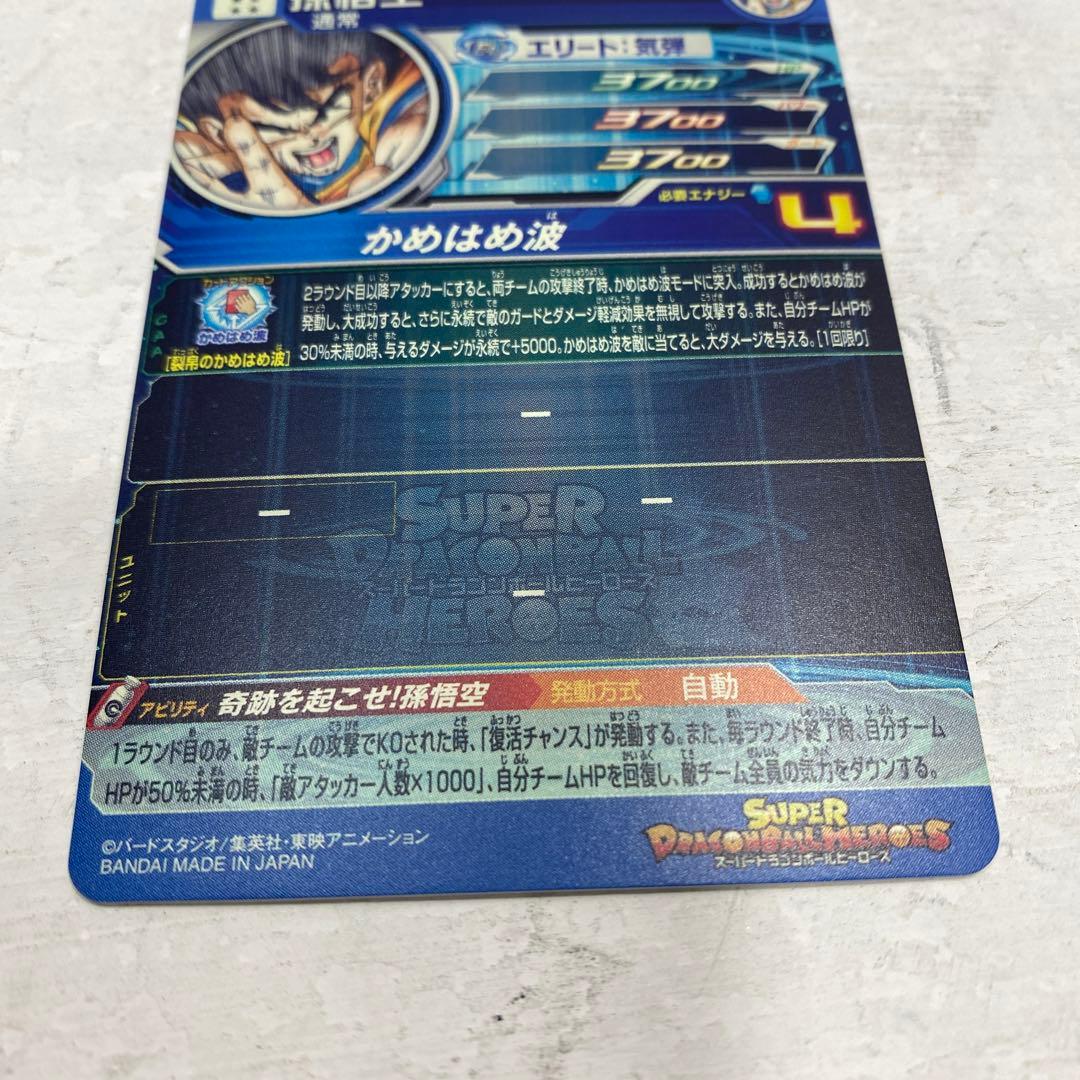 孫悟空
通常
エリート:気弾
3700
3700
3700
必要エナジー 4
かめはめ波
カードアクション
かめはめ波
[裂帛のかめはめ波]
2ラウンド目以降アタッカーにすると、両チームの攻撃終了時、かめはめ波モードに突入。成功するとかめはめ波が
発動し、大成功すると、さらに永続で敵のガードとダメージ軽減効果を無視して攻撃する。また、自分チームHPが
30%未満の時、与えるダメージが永続で+5000。かめはめ波を敵に当てると、大ダメージを与える。[1回限り]
CAA
ー
ー
ー
ー
ユニット
SUPER
DRAGONBALL
スーパードラゴンボールヒーローズ
HEROES
アビリティ 奇跡を起こせ!孫悟空 発動方式 自動
1ラウンド目のみ、敵チームの攻撃でKOされた時、「復活チャンス」が発動する。また、毎ラウンド終了時、自分チーム
HPが50%未満の時、「敵アタッカー人数×1000」、自分チームHPを回復し、敵チーム全員の気力をダウンする。
©バードスタジオ/集英社・東映アニメーション
BANDAI MADE IN JAPAN
SUPER
DRAGONBALL HEROES
スーパードラゴンボールヒーローズ